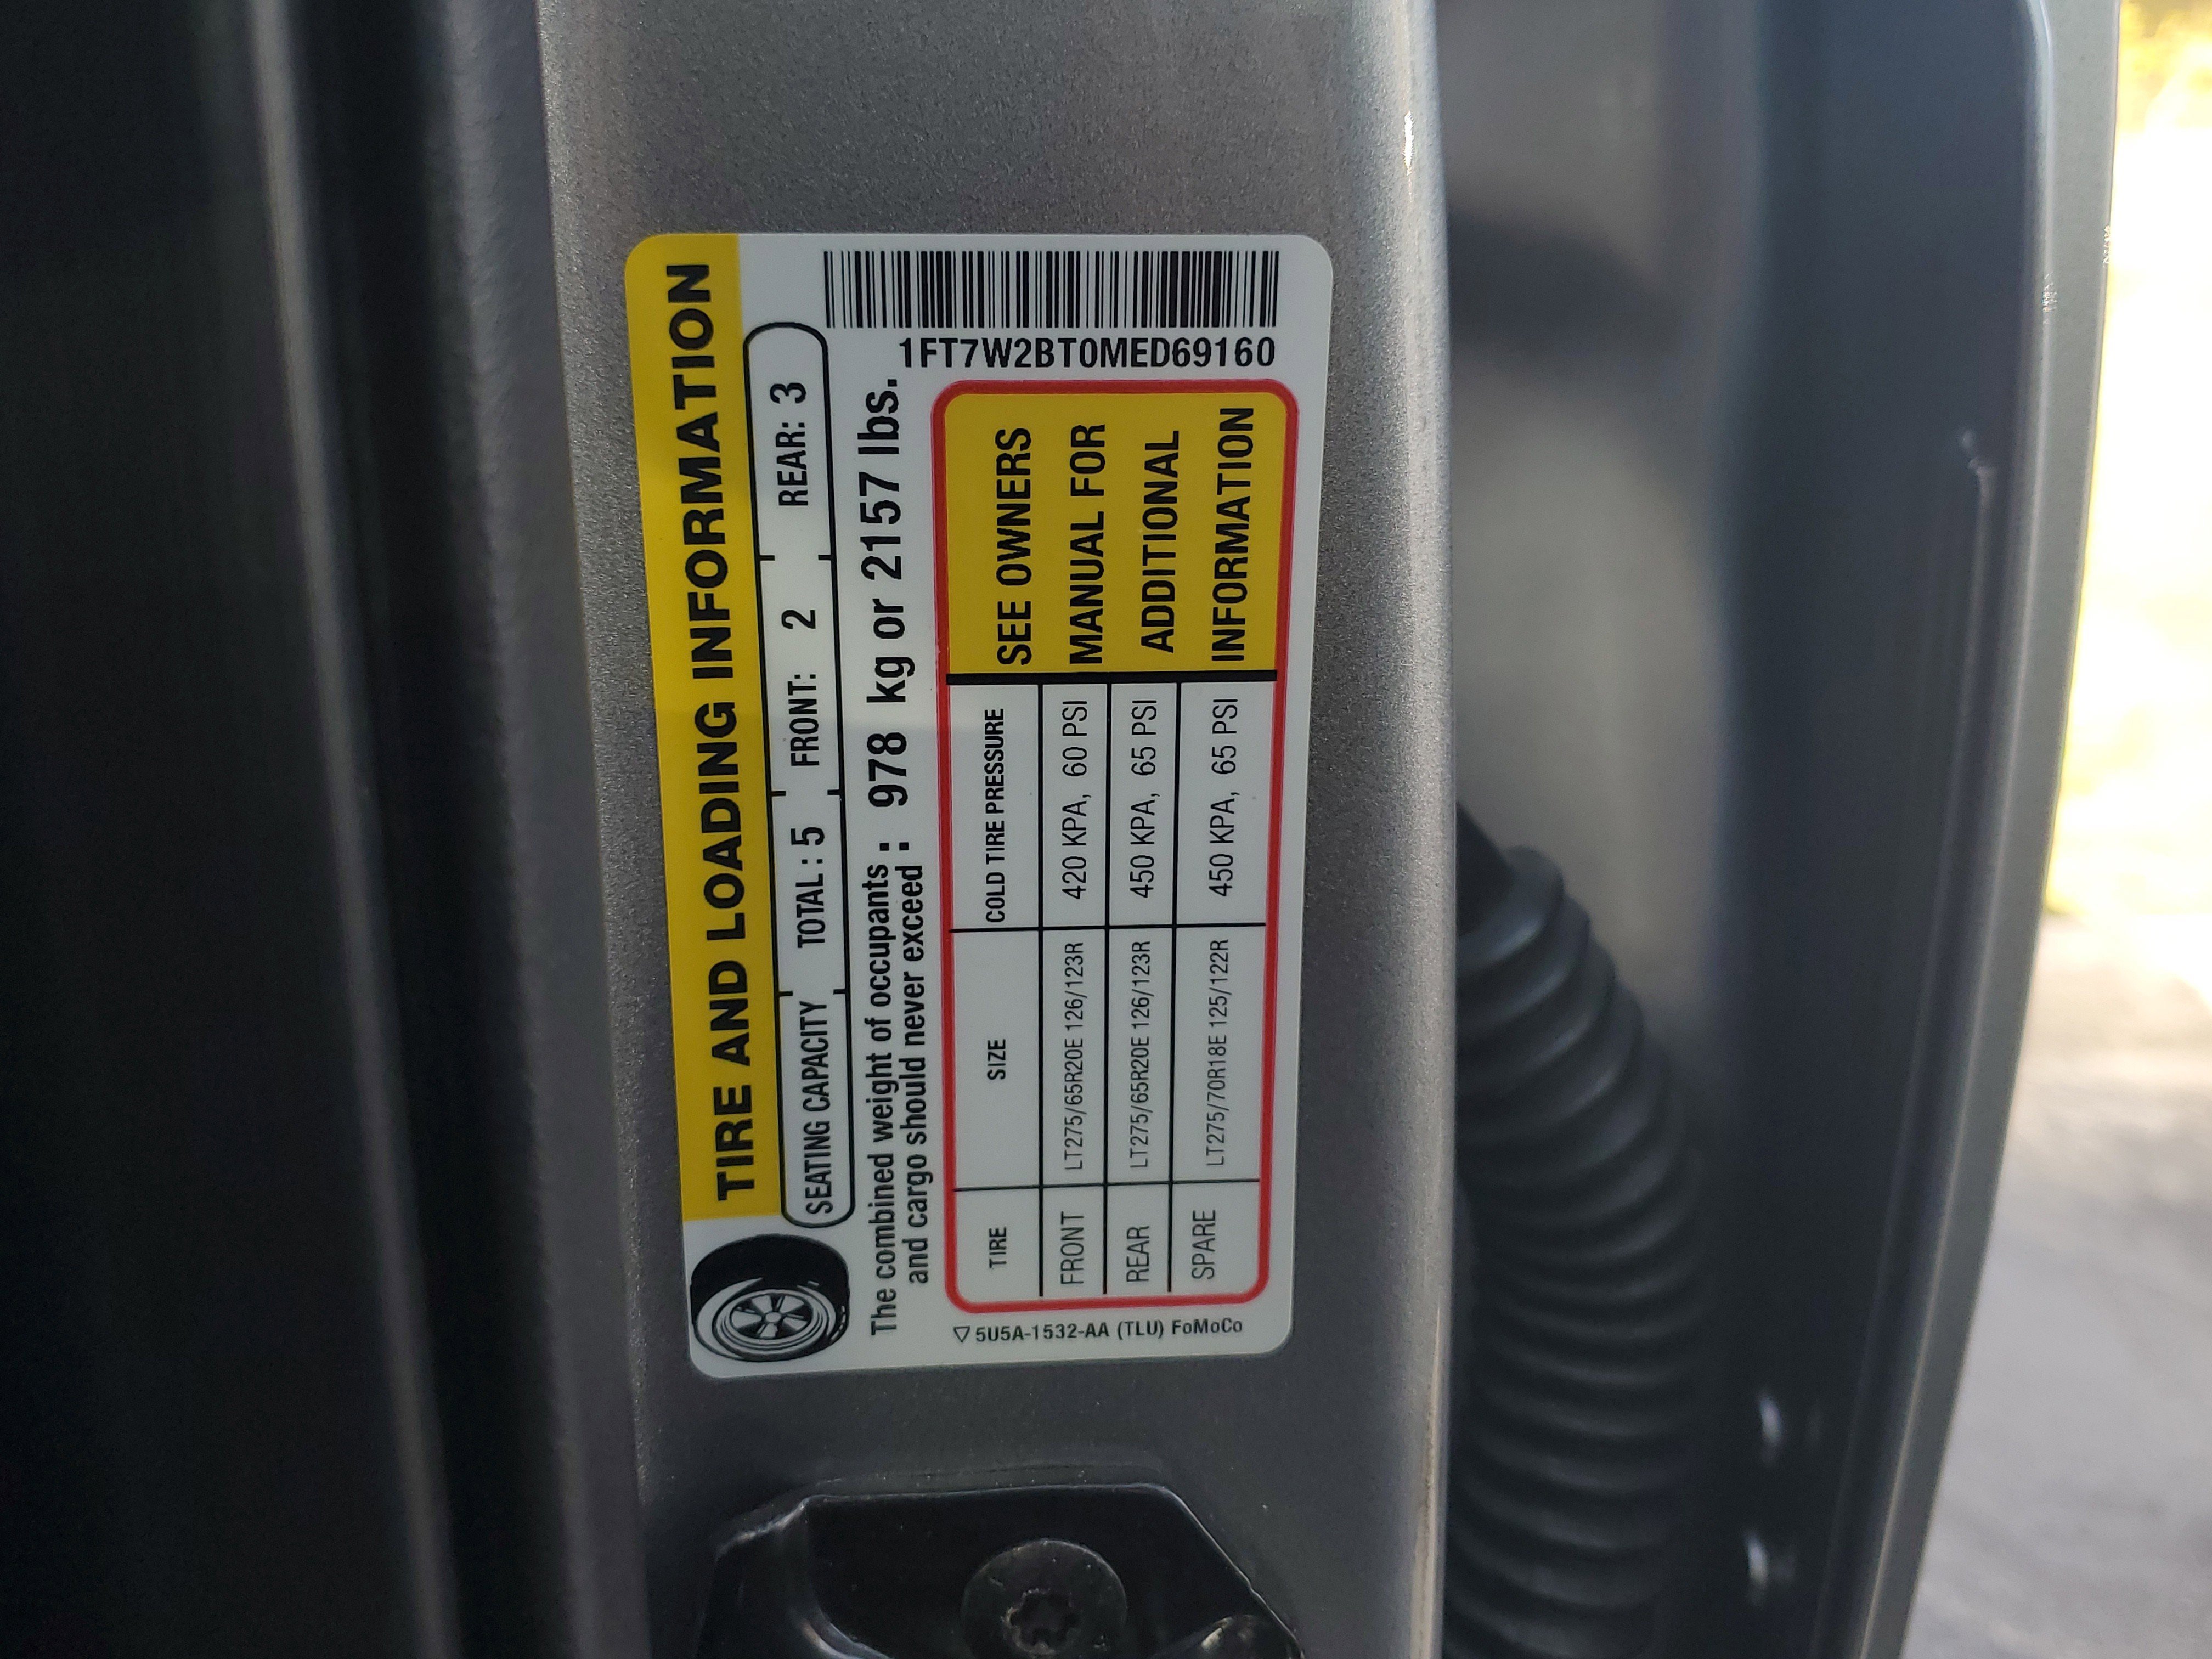 TIRE AND LOADING INFORMATION
SEATING CAPACITY TOTAL : 5 FRONT: 2 REAR: 3
The combined weight of occupants :
and cargo should never exceed : 978 kg or 2157 lbs.
1FT7W2BT0MED69160
TIRE SIZE COLD TIRE PRESSURE
FRONT LT275/65R20E 126/123R 420 KPA, 60 PSI
REAR LT275/65R20E 126/123R 450 KPA, 65 PSI
SPARE LT275/70R18E 125/122R 450 KPA, 65 PSI
SEE OWNERS
MANUAL FOR
ADDITIONAL
INFORMATION
5U5A-1532-AA (TLU) FoMoCo